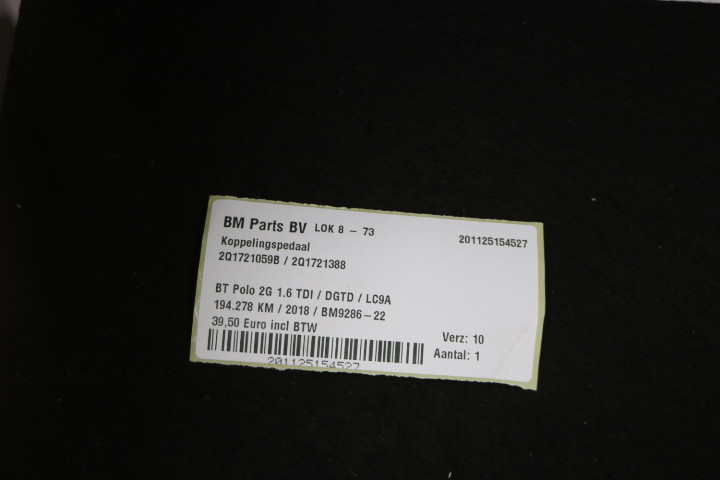 BM Parts BV LOK 8 - 73
201125154527
Koppelingspedaal
2Q1721059B / 2Q1721388
BT Polo 2G 1.6 TDI / DGTD / LC9A
194.278 KM / 2018 / BM9286-22
39,50 Euro incl BTW
Verz: 10
Aantal: 1
201125154527